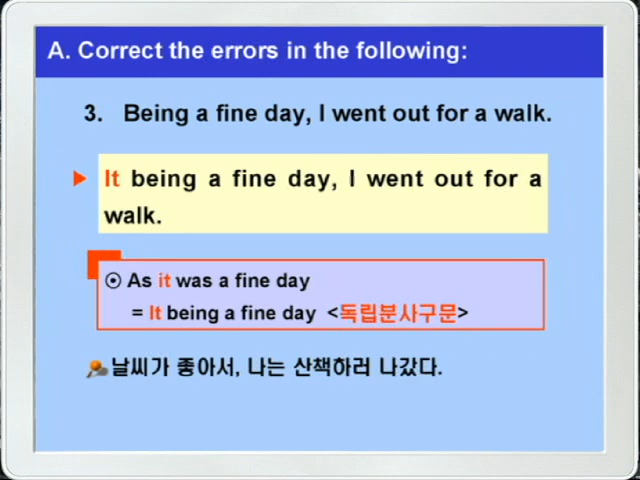 A. Correct the errors in the following:
3. Being a fine day, I went out for a walk.
It being a fine day, I went out for a
walk.
As it was a fine day
= It being a fine day <독립분사구문>
날씨가 좋아서, 나는 산책하러 나갔다.